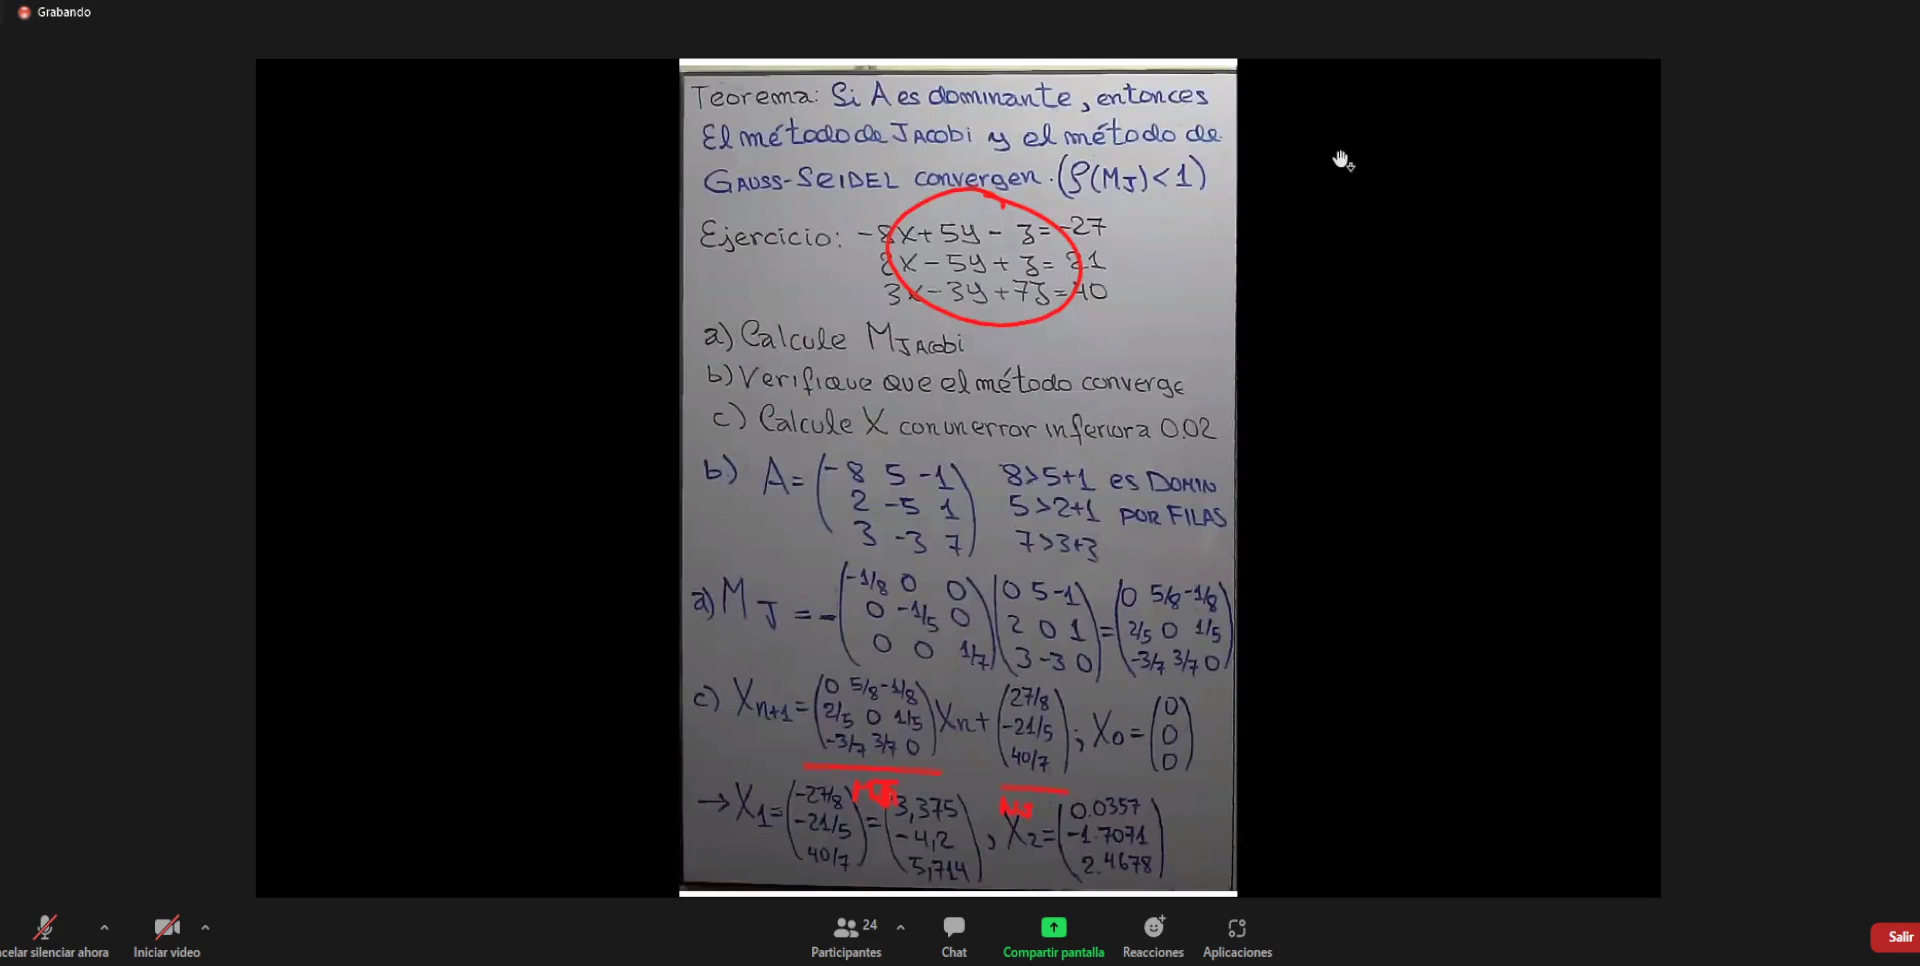 Grabando
Teorema: Si A es dominante, entonces
El método de JAcobi y el método de
GAUSS-SEIDEL convergen. (ρ(MJ)<1)
Ejercicio: -8x+5y- z=-27
2x-5y+z= 21
3x-3y+7z=40
a) Calcule MJAcobi
b) Verifique que el método converge
c) Calcule X con un error inferior a 0.02
b.) A= (-8 5 -1) 8>5+1 es DOMIN
2 -5 1 5>2+1 POR FILAS
3 -3 7 7>3+3
a) MJ = - (-1/8 0 0) (0 5 -1) = (0 5/8 -1/8)
0 -1/5 0 2 0 1 2/5 0 1/5
0 0 1/7 3 -3 0 -3/7 3/7 0
c) Xn+1= (0 5/8 -1/8) Xn+ (27/8) ; X0= (0)
2/5 0 1/5 -21/5 0
-3/7 3/7 0 40/7 0
→X1= (-27/8) = (3,375) , X2= (0.0357)
-21/5 -4,2 -1.7071
40/7 5,714 2.4678
celar silenciar ahora
Iniciar video
24
Participantes
Chat
Compartir pantalla
Reacciones
Aplicaciones
Salir